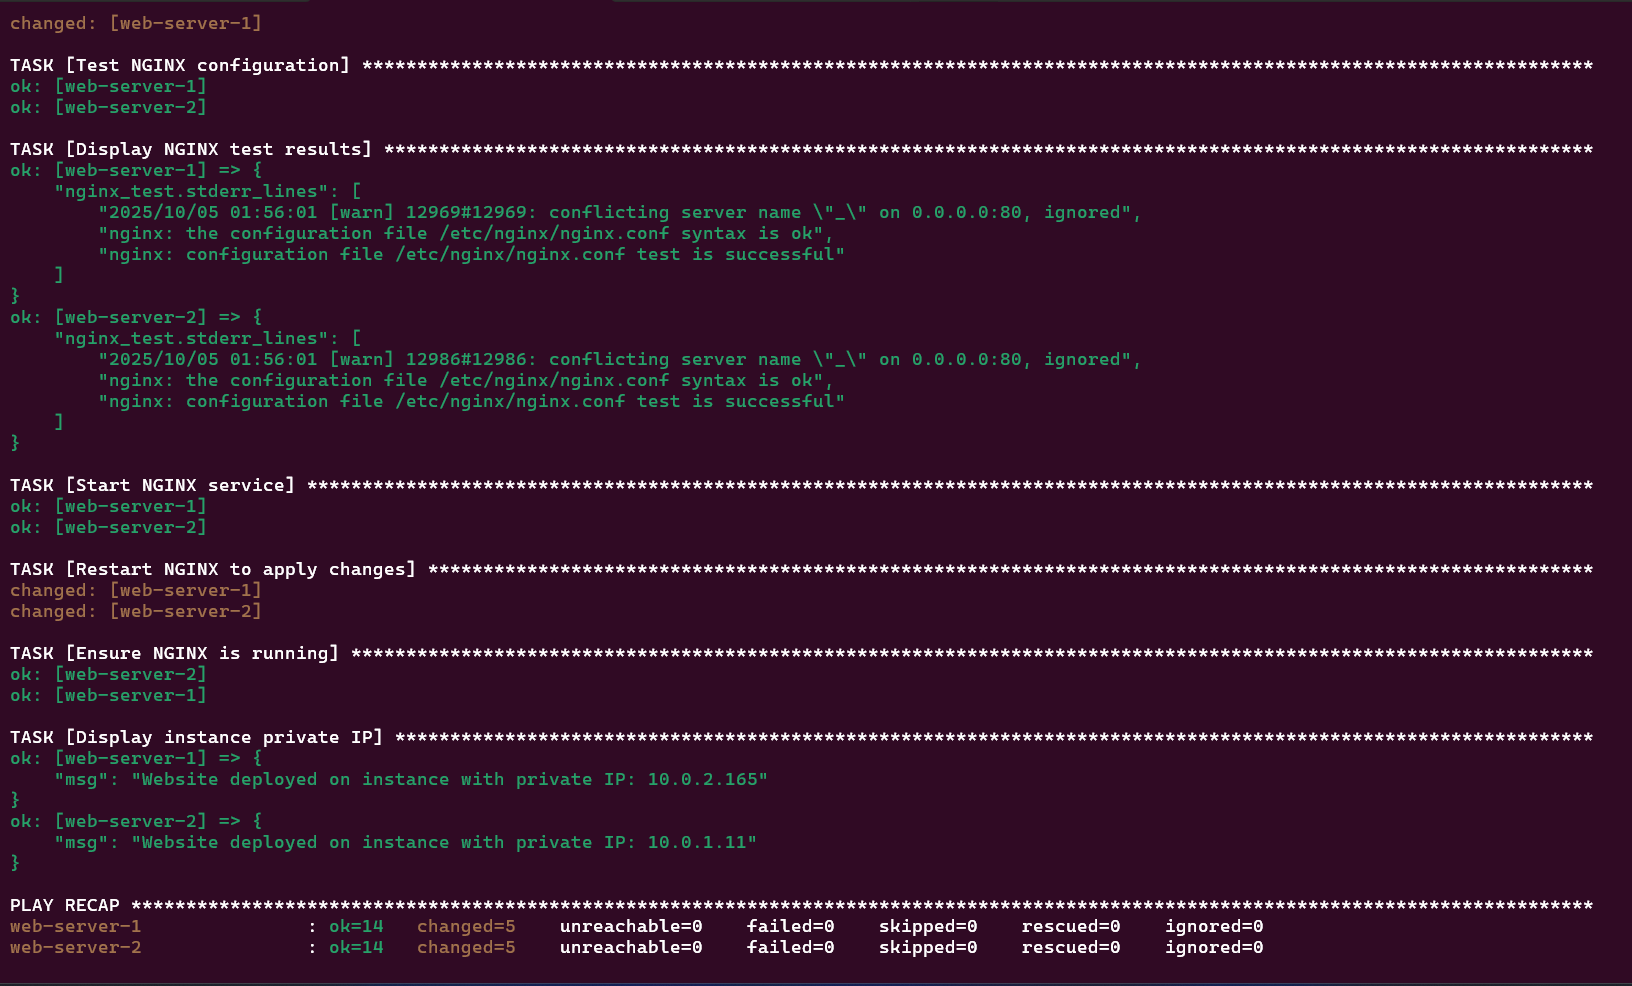 changed: [web-server-1]

TASK [Test NGINX configuration] ****************************************************************************************************************
ok: [web-server-1]
ok: [web-server-2]

TASK [Display NGINX test results] **************************************************************************************************************
ok: [web-server-1] => {
    "nginx_test.stderr_lines": [
        "2025/10/05 01:56:01 [warn] 12969#12969: conflicting server name \"_\" on 0.0.0.0:80, ignored",
        "nginx: the configuration file /etc/nginx/nginx.conf syntax is ok",
        "nginx: configuration file /etc/nginx/nginx.conf test is successful"
    ]
}
ok: [web-server-2] => {
    "nginx_test.stderr_lines": [
        "2025/10/05 01:56:01 [warn] 12986#12986: conflicting server name \"_\" on 0.0.0.0:80, ignored",
        "nginx: the configuration file /etc/nginx/nginx.conf syntax is ok",
        "nginx: configuration file /etc/nginx/nginx.conf test is successful"
    ]
}

TASK [Start NGINX service] *********************************************************************************************************************
ok: [web-server-1]
ok: [web-server-2]

TASK [Restart NGINX to apply changes] **********************************************************************************************************
changed: [web-server-1]
changed: [web-server-2]

TASK [Ensure NGINX is running] *****************************************************************************************************************
ok: [web-server-2]
ok: [web-server-1]

TASK [Display instance private IP] *************************************************************************************************************
ok: [web-server-1] => {
    "msg": "Website deployed on instance with private IP: 10.0.2.165"
}
ok: [web-server-2] => {
    "msg": "Website deployed on instance with private IP: 10.0.1.11"
}

PLAY RECAP *************************************************************************************************************************************
web-server-1               : ok=14   changed=5    unreachable=0    failed=0    skipped=0    rescued=0    ignored=0
web-server-2               : ok=14   changed=5    unreachable=0    failed=0    skipped=0    rescued=0    ignored=0